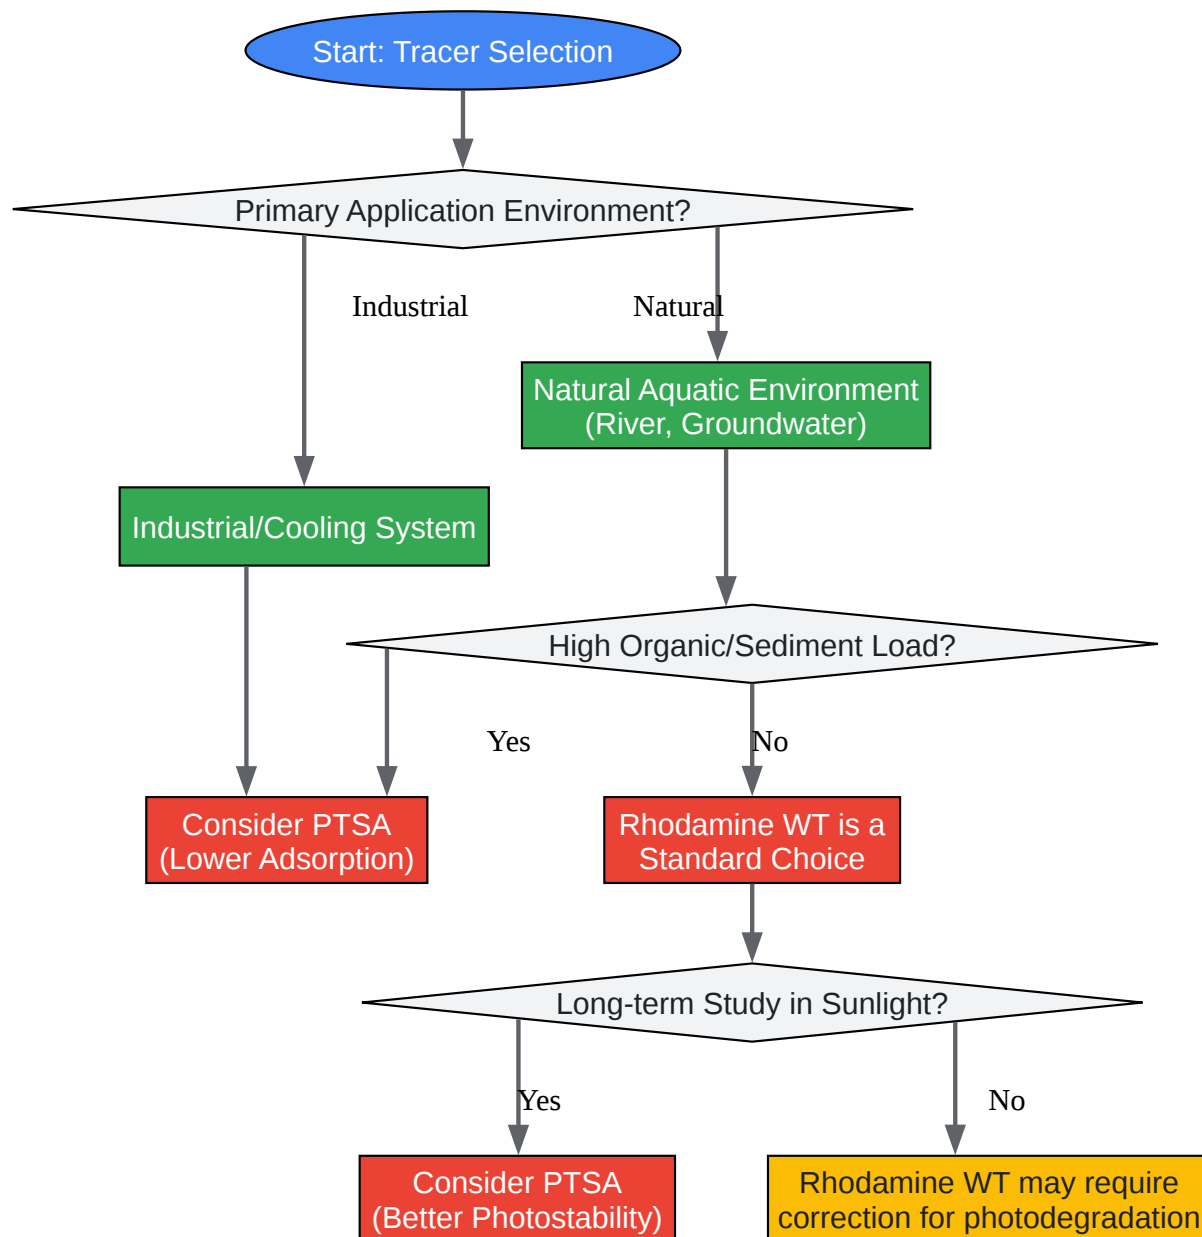 Start: Tracer Selection
Primary Application Environment?
Industrial
Natural
Natural Aquatic Environment
(River, Groundwater)
Industrial/Cooling System
High Organic/Sediment Load?
Yes
No
Consider PTSA
(Lower Adsorption)
Rhodamine WT is a
Standard Choice
Long-term Study in Sunlight?
Yes
No
Consider PTSA
(Better Photostability)
Rhodamine WT may require
correction for photodegradation